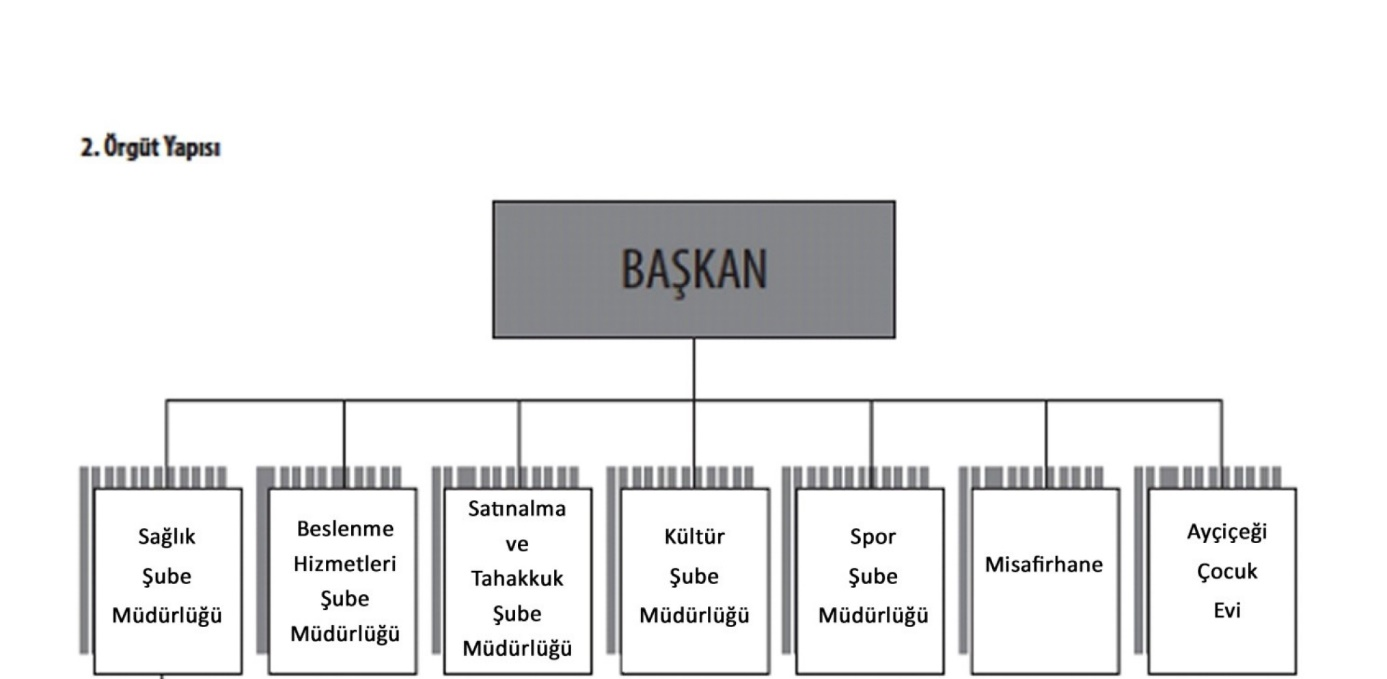 2. Örgüt Yapısı
BAŞKAN
Sağlık
Şube
Müdürlüğü
Beslenme
Hizmetleri
Şube
Müdürlüğü
Satınalma
ve
Tahakkuk
Şube
Müdürlüğü
Kültür
Şube
Müdürlüğü
Spor
Şube
Müdürlüğü
Misafirhane
Ayçiçeği
Çocuk
Evi